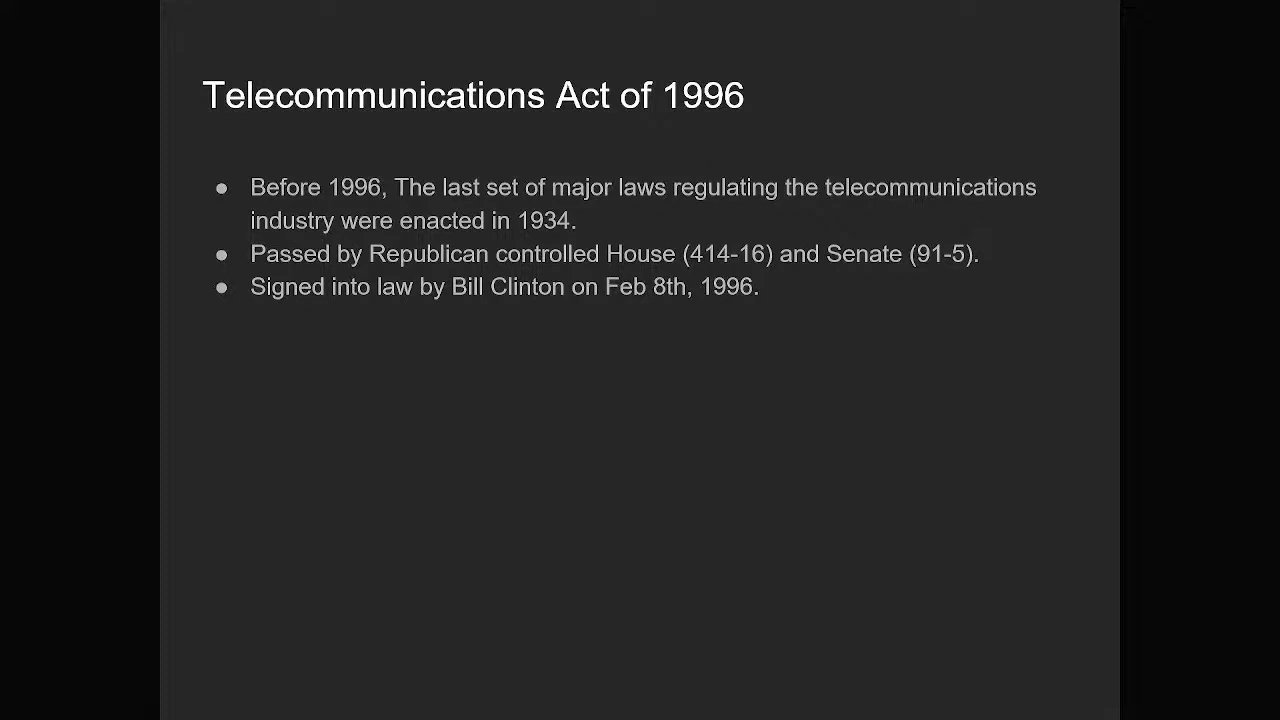 Telecommunications Act of 1996
● Before 1996, The last set of major laws regulating the telecommunications
industry were enacted in 1934.
● Passed by Republican controlled House (414-16) and Senate (91-5).
● Signed into law by Bill Clinton on Feb 8th, 1996.